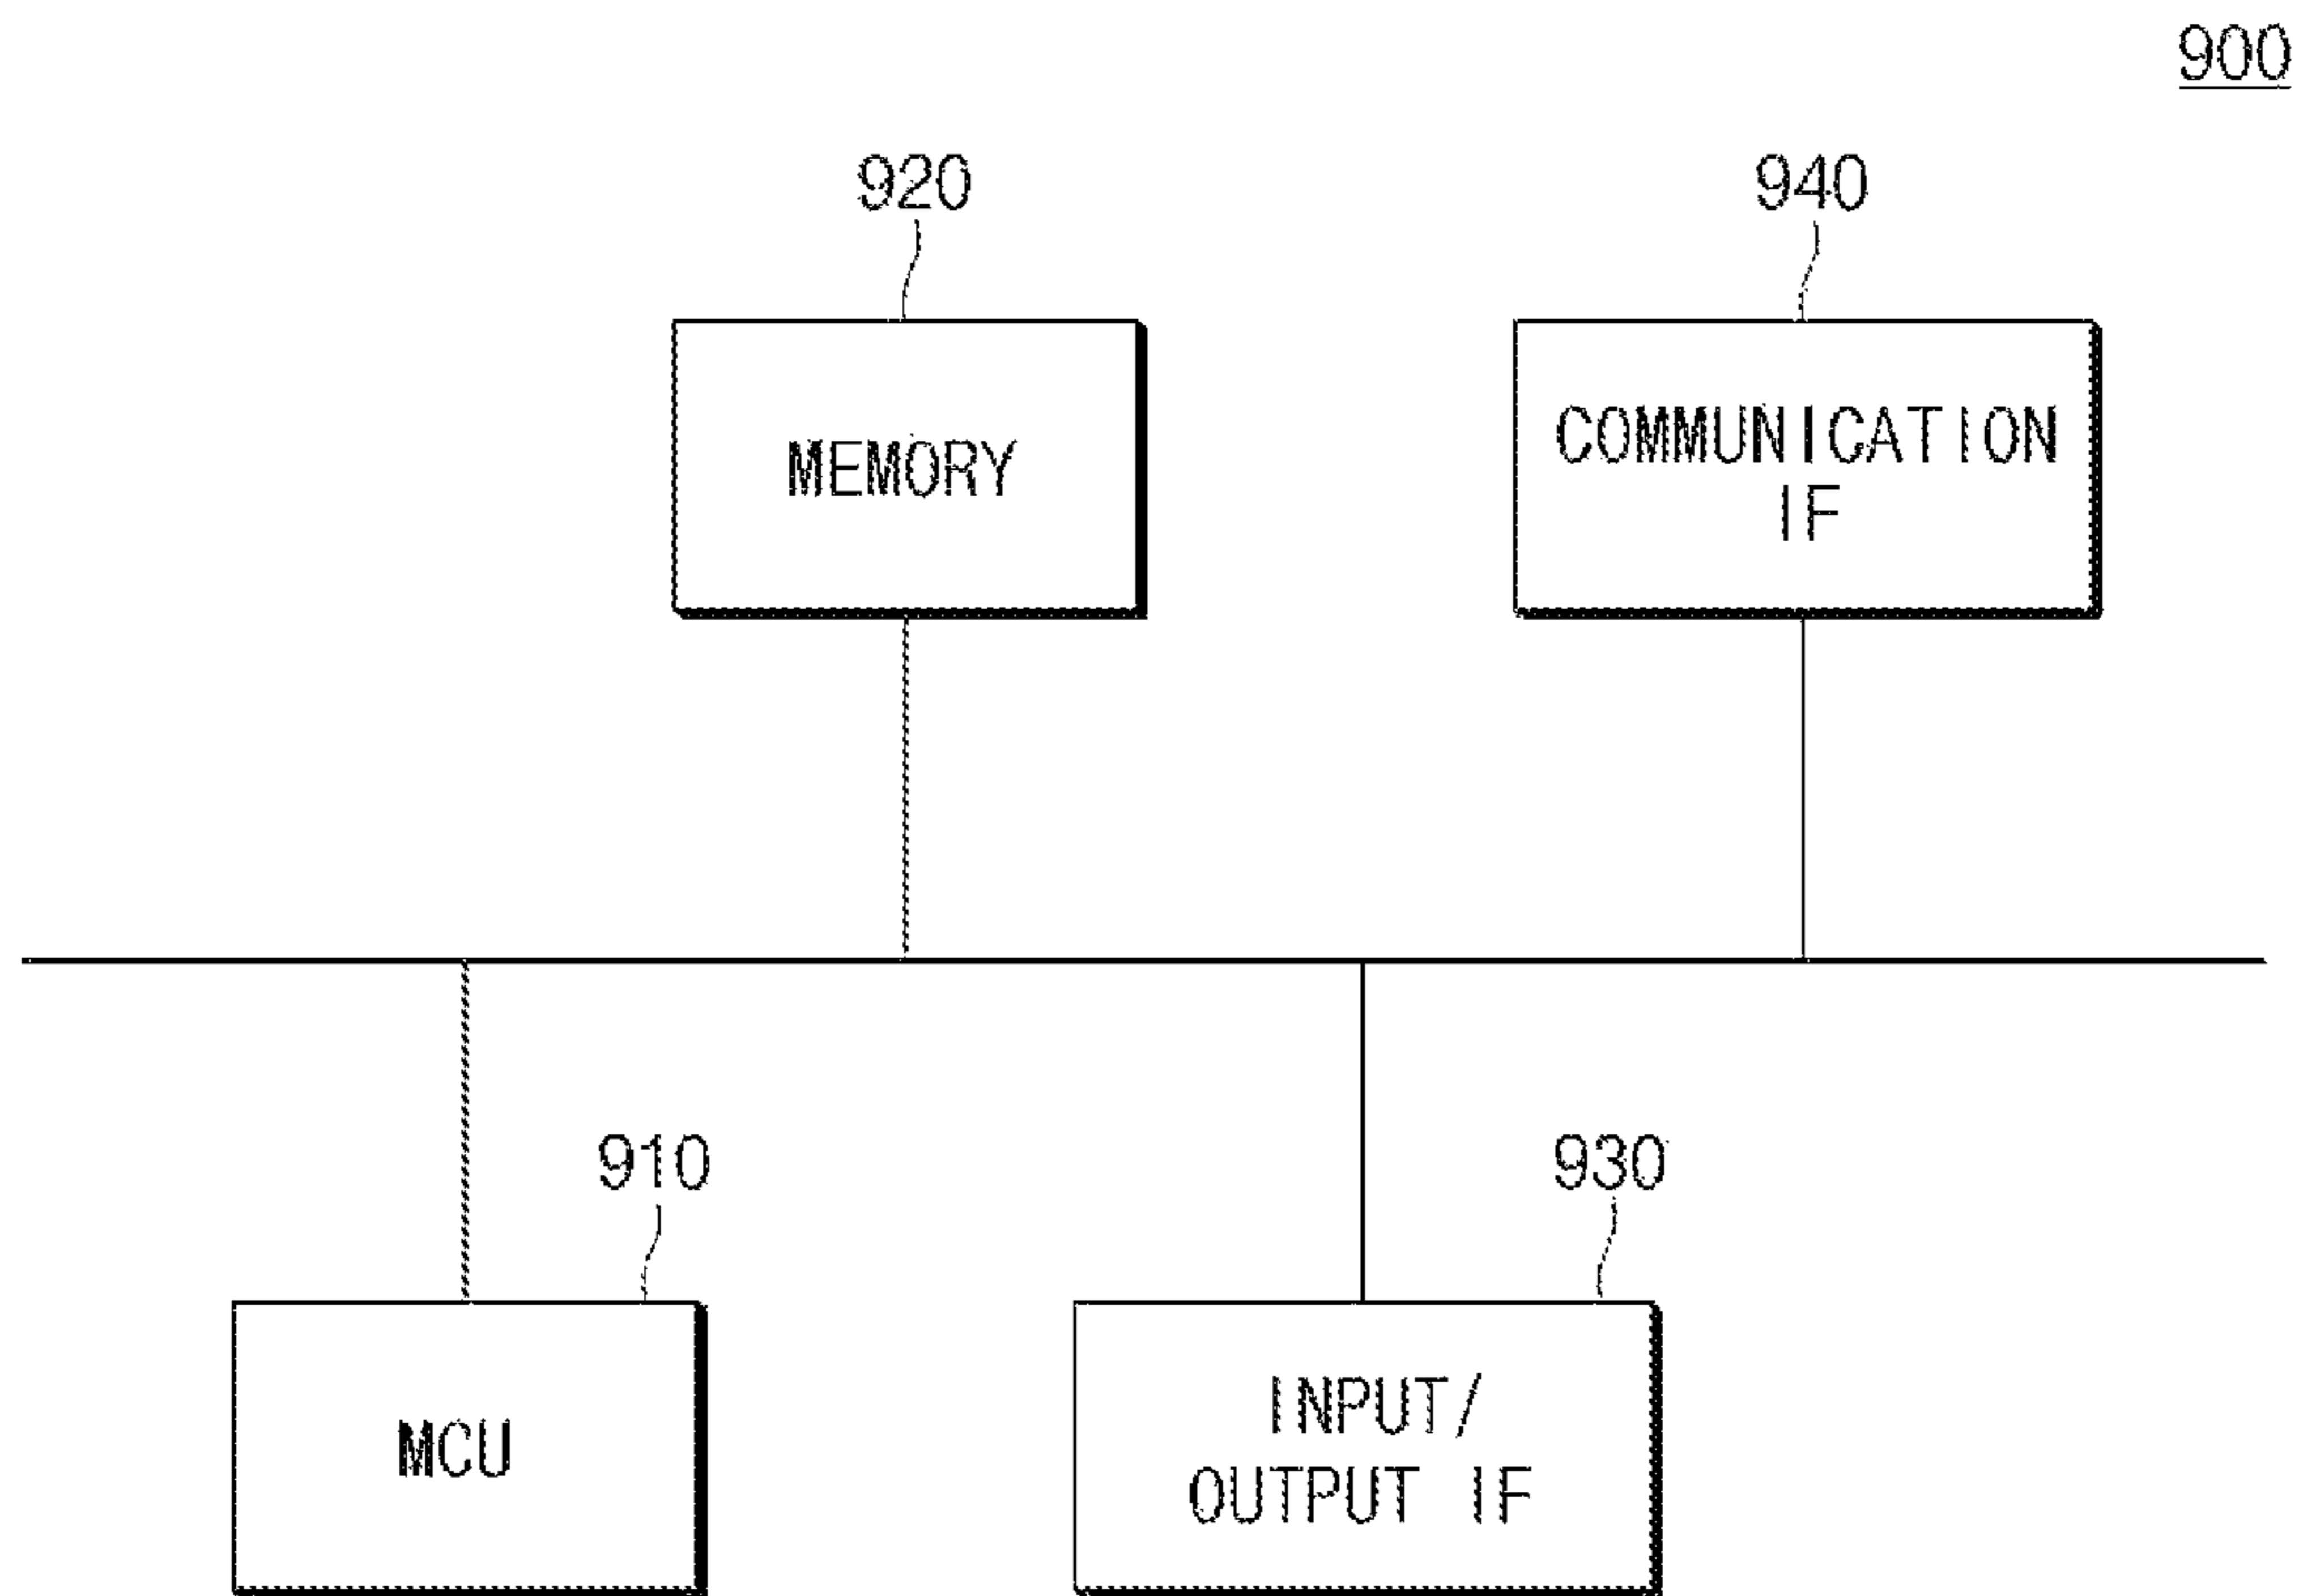 900
920
940
MEMORY
COMMUNICATION
IF
910
930
MCU
INPUT/
OUTPUT IF